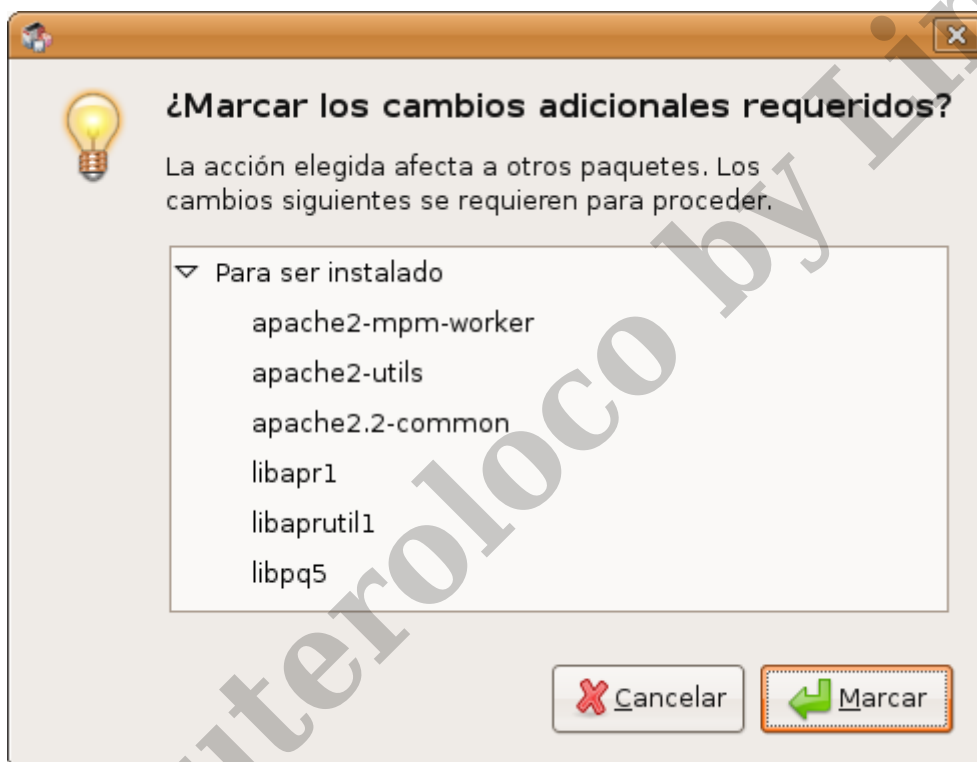 ¿Marcar los cambios adicionales requeridos?
La acción elegida afecta a otros paquetes. Los
cambios siguientes se requieren para proceder.
Para ser instalado
apache2-mpm-worker
apache2-utils
apache2.2-common
libapr1
libaprutil1
libpq5
Cancelar
Marcar